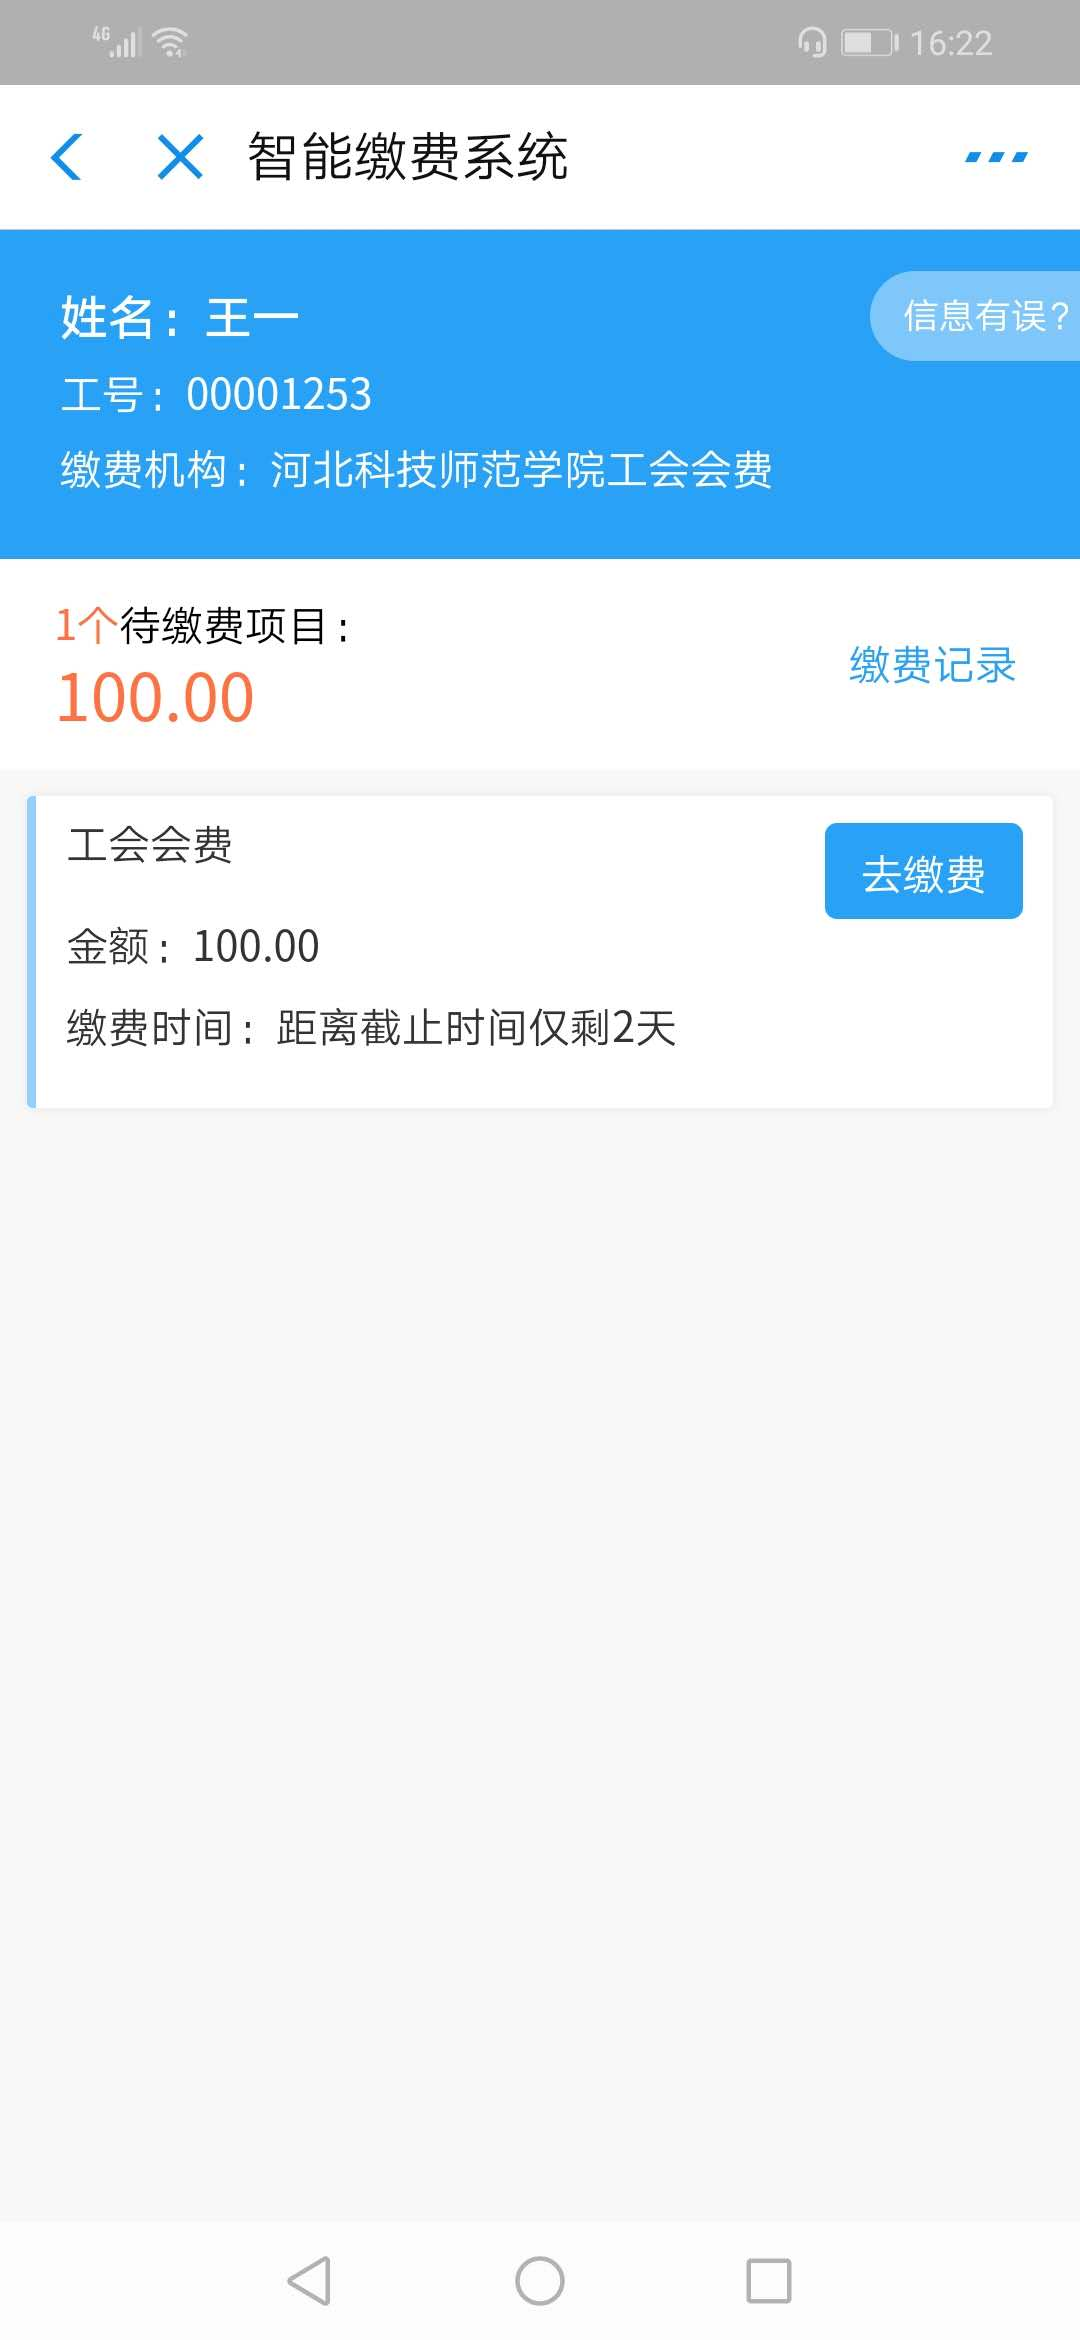 4G 16:22
智能缴费系统
姓名: 王一
信息有误?
工号: 00001253
缴费机构: 河北科技师范学院工会会费
1个待缴费项目:
缴费记录
100.00
工会会费
去缴费
金额: 100.00
缴费时间: 距离截止时间仅剩2天